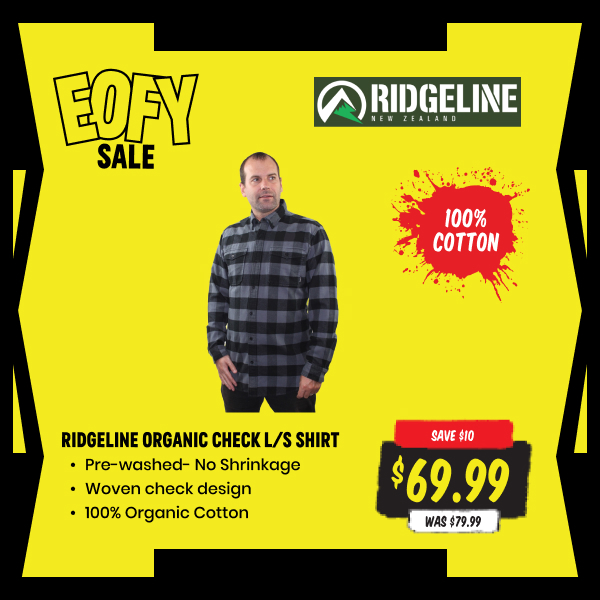 EOFY
SALE
RIDGELINE
NEW ZEALAND
100%
COTTON
RIDGELINE ORGANIC CHECK L/S SHIRT
• Pre-washed- No Shrinkage
• Woven check design
• 100% Organic Cotton
SAVE $10
$69.99
WAS $79.99